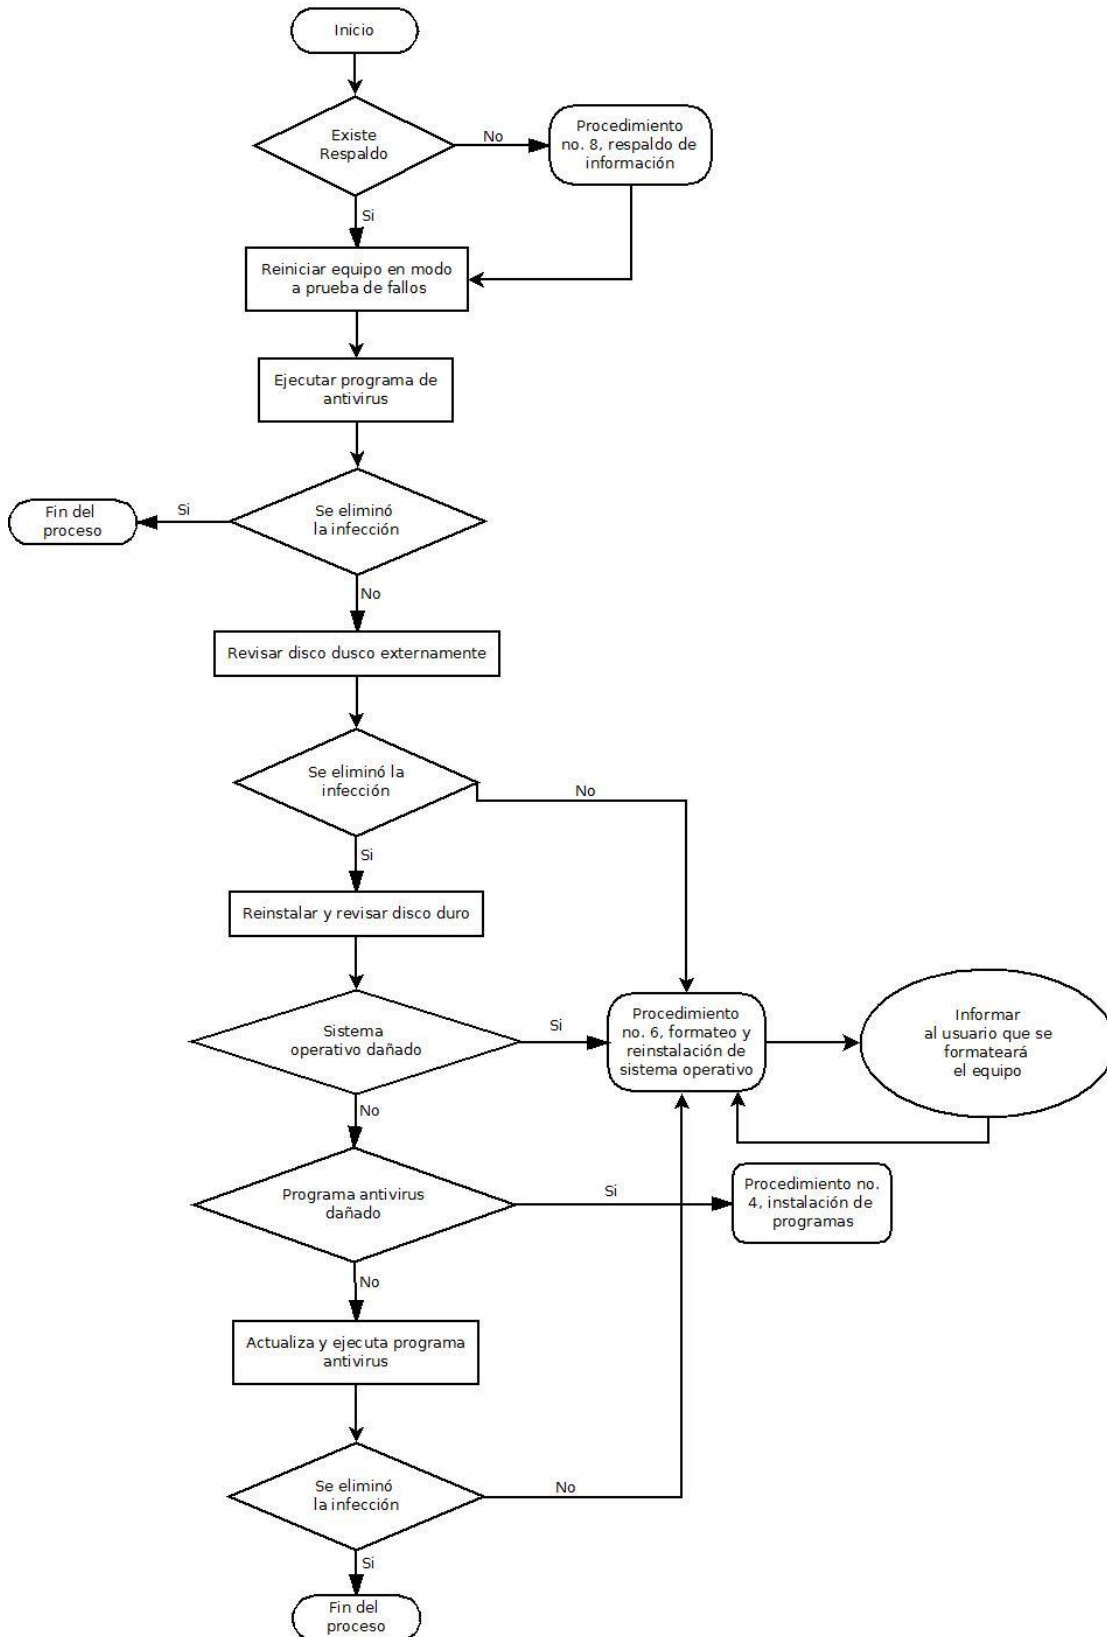 Inicio
Existe
Respaldo
No
Procedimiento
no. 8, respaldo de
información
Si
Reiniciar equipo en modo
a prueba de fallos
Ejecutar programa de
antivirus
Se eliminó
la infección
Si
Fin del
proceso
No
Revisar disco dusco externamente
Se eliminó la
infección
No
Si
Reinstalar y revisar disco duro
Sistema
operativo dañado
Si
Procedimiento
no. 6, formateo y
reinstalación de
sistema operativo
Informar
al usuario que se
formateará
el equipo
No
Programa antivirus
dañado
Si
Procedimiento no.
4, instalación de
programas
No
Actualiza y ejecuta programa
antivirus
Se eliminó
la infección
No
Si
Fin del
proceso